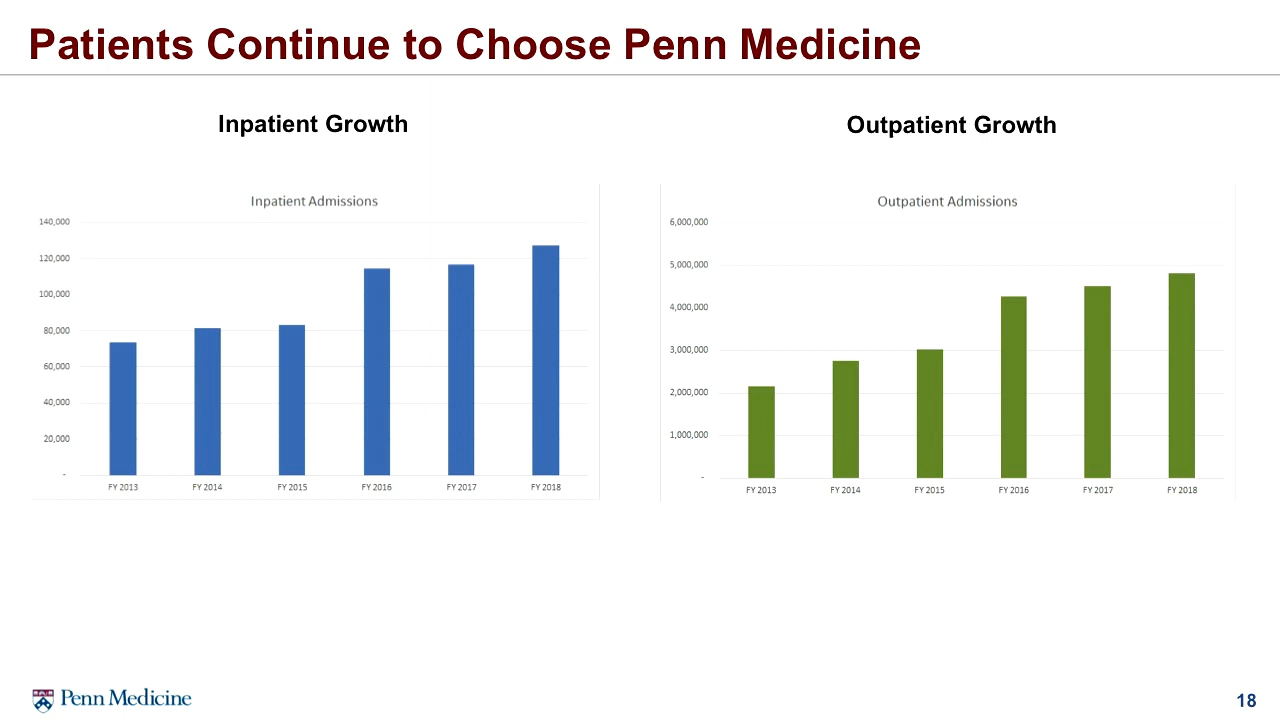 Patients Continue to Choose Penn Medicine
Inpatient Growth
Inpatient Admissions
140,000
120,000
100,000
80,000
60,000
40,000
20,000
-
FY 2013 FY 2014 FY 2015 FY 2016 FY 2017 FY 2018
Outpatient Growth
Outpatient Admissions
6,000,000
5,000,000
4,000,000
3,000,000
2,000,000
1,000,000
-
FY 2013 FY 2014 FY 2015 FY 2016 FY 2017 FY 2018
Penn Medicine
18